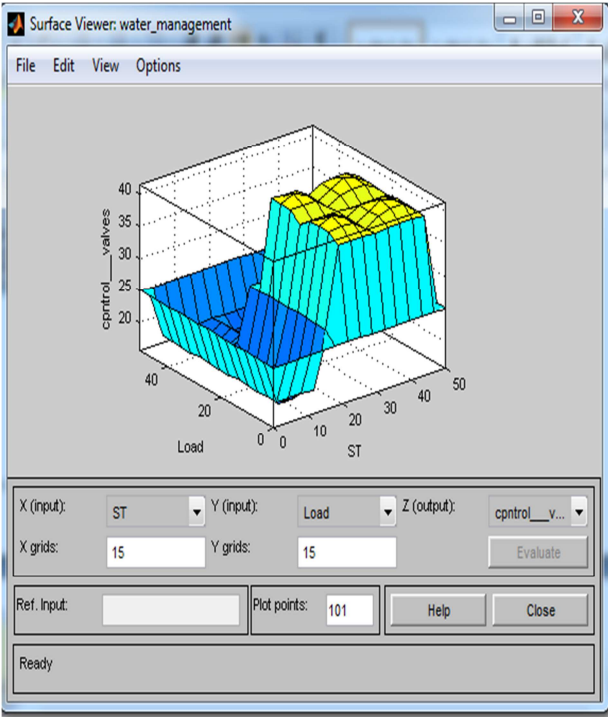 Surface Viewer: water_management
File Edit View Options
40
35
30
25
20
cpntrol__valves
40
20
0
Load
0
10
20
30
40
50
ST
X (input): ST Y (input): Load Z (output): cpntrol__v...
X grids: 15 Y grids: 15 Evaluate
Ref. Input: Plot points: 101 Help Close
Ready